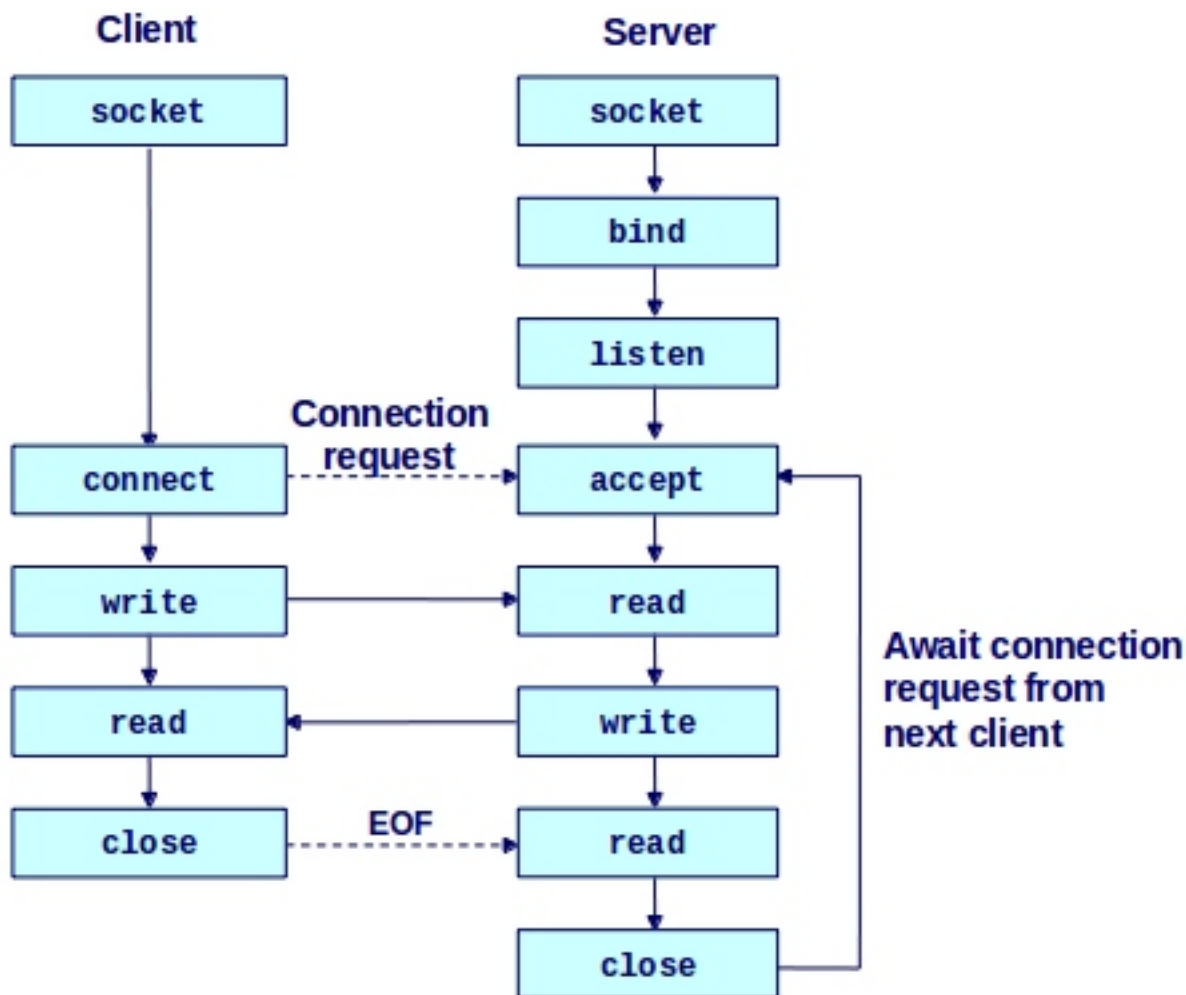 Client
Server
socket
socket
bind
listen
Connection
request
connect
accept
write
read
Await connection
request from
next client
read
write
close
EOF
read
close